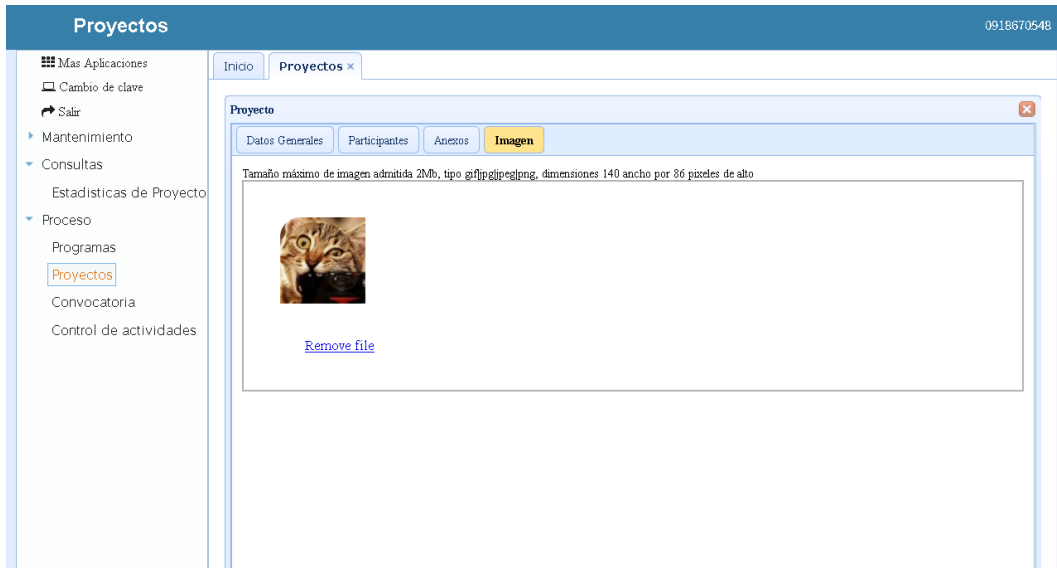 Proyectos 0918670548
Mas Aplicaciones
Cambio de clave
Salir
Mantenimiento
Consultas
Estadisticas de Proyecto
Proceso
Programas
Proyectos
Convocatoria
Control de actividades
Inicio Proyectos ×
Proyecto
Datos Generales Participantes Anexos Imagen
Tamaño máximo de imagen admitida 2Mb, tipo gif|jpg|jpeg|png, dimensiones 140 ancho por 86 pixeles de alto
Remove file